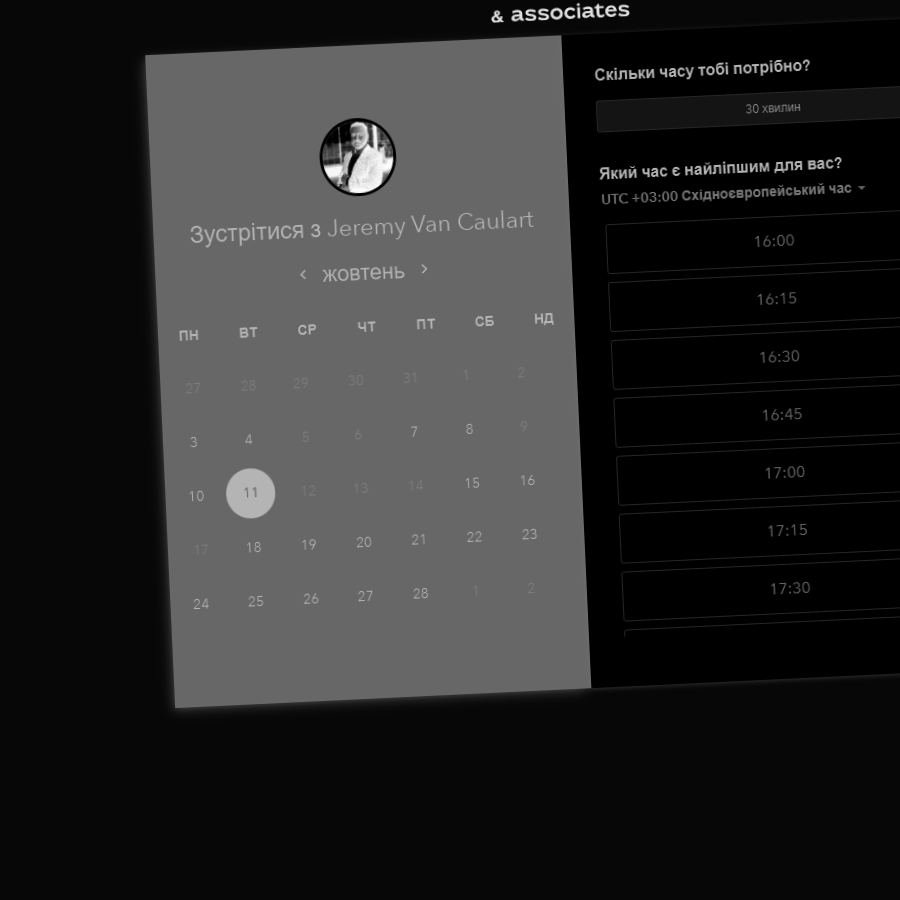 & associates
Зустрітися з Jeremy Van Caulart
жовтень
ПН ВТ СР ЧТ ПТ СБ НД
27 28 29 30 31 1 2
3 4 5 6 7 8 9
10 11 12 13 14 15 16
17 18 19 20 21 22 23
24 25 26 27 28 1 2
Скільки часу тобі потрібно?
30 хвилин
Який час є найліпшим для вас?
UTC +03:00 Східноєвропейський час
16:00
16:15
16:30
16:45
17:00
17:15
17:30